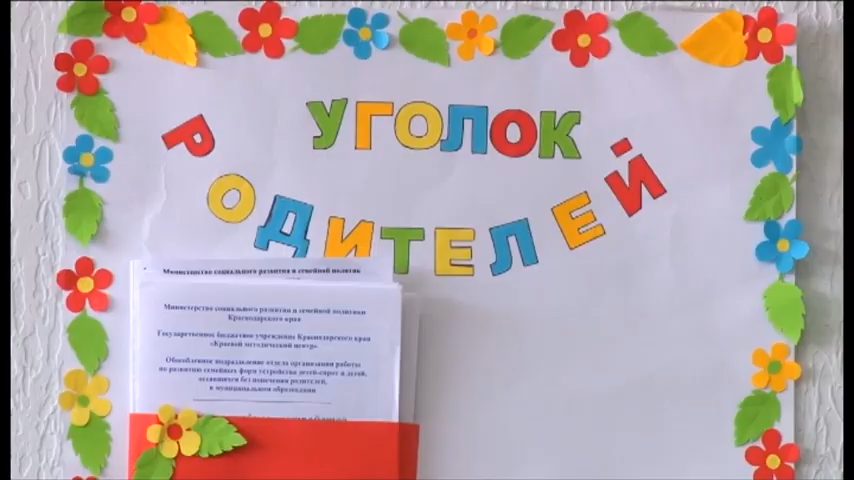 УГОЛОК
РОДИТЕЛЕЙ
Министерство социального развития и семейной политик
Министерство социального развития и семейной политики
Краснодарского края
Государственное бюджетное учреждение Краснодарского края
«Краевой методический центр»
Обособленное подразделение отдела организации работы
по развитию семейных форм устройства детей-сирот и детей,
оставшихся без попечения родителей,
в муниципальном образовании